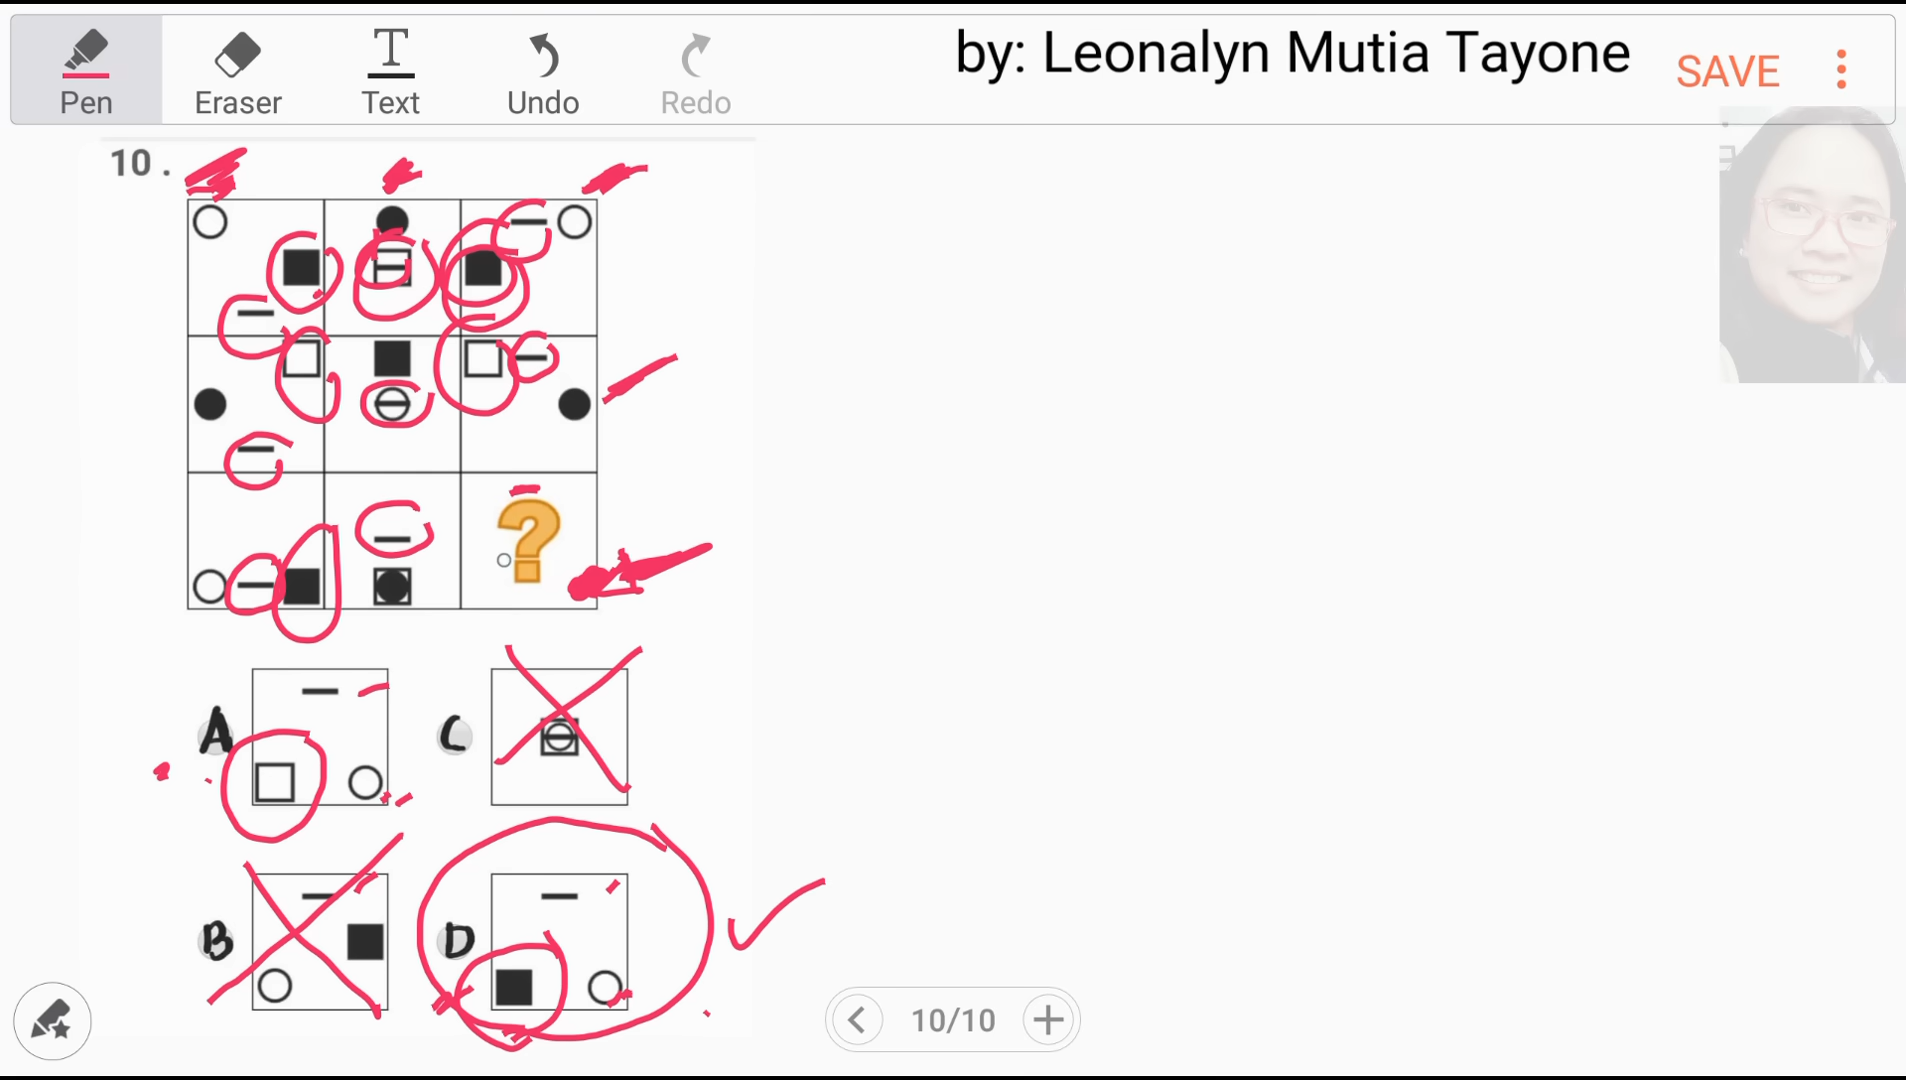 by: Leonalyn Mutia Tayone
SAVE
Pen
Eraser
T
Text
Undo
Redo
10 .
?
A
C
B
D
10/10